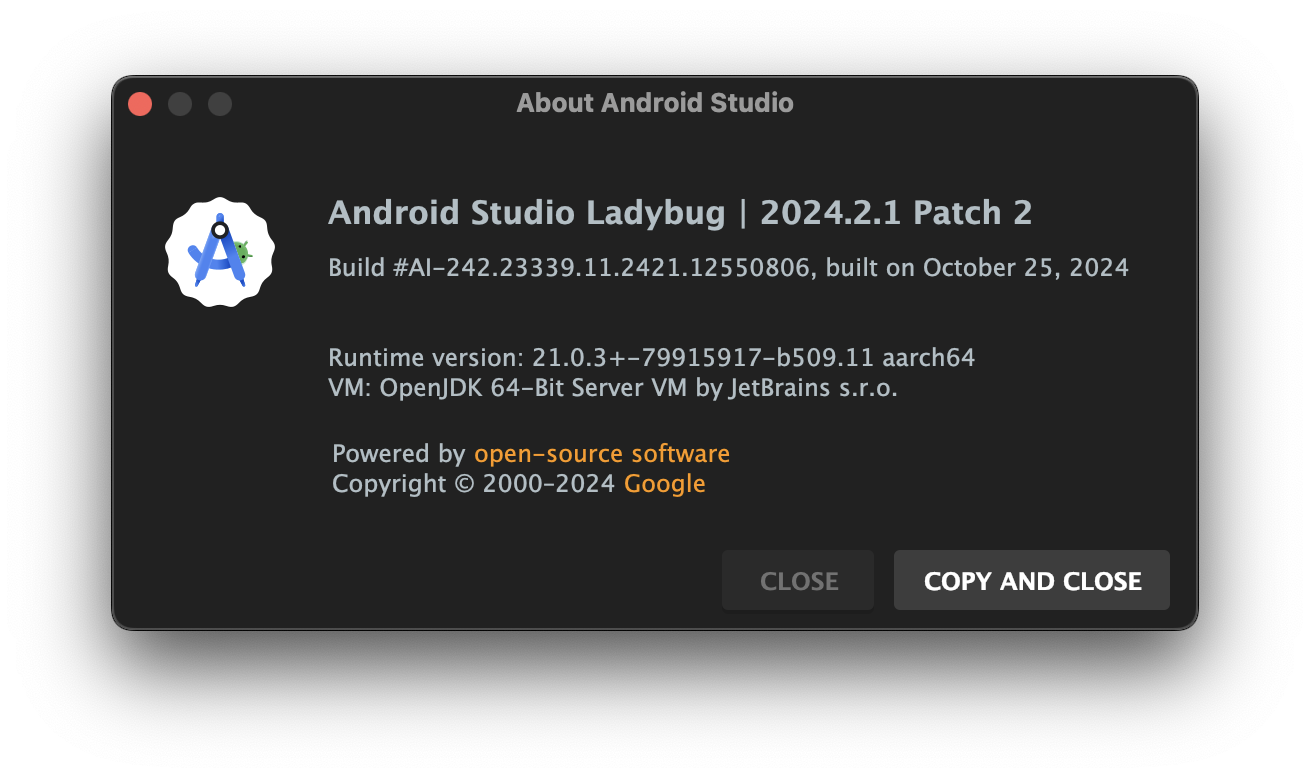 About Android Studio
Android Studio Ladybug | 2024.2.1 Patch 2
Build #AI-242.23339.11.2421.12550806, built on October 25, 2024
Runtime version: 21.0.3+-79915917-b509.11 aarch64
VM: OpenJDK 64-Bit Server VM by JetBrains s.r.o.
Powered by open-source software
Copyright © 2000-2024 Google
CLOSE COPY AND CLOSE